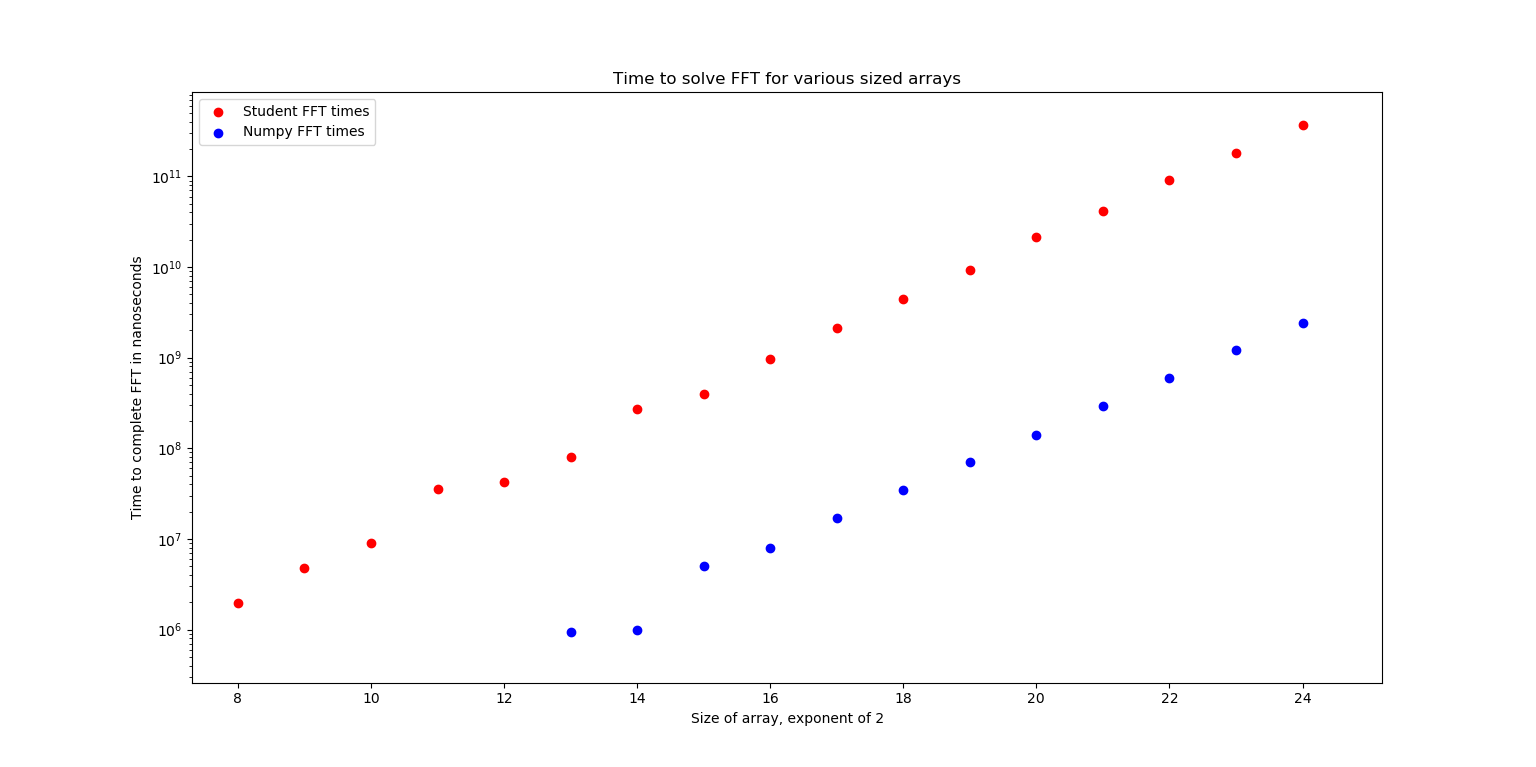 Time to solve FFT for various sized arrays
Student FFT times
Numpy FFT times
Time to complete FFT in nanoseconds
10¹¹
10¹⁰
10⁹
10⁸
10⁷
10⁶
8 10 12 14 16 18 20 22 24
Size of array, exponent of 2